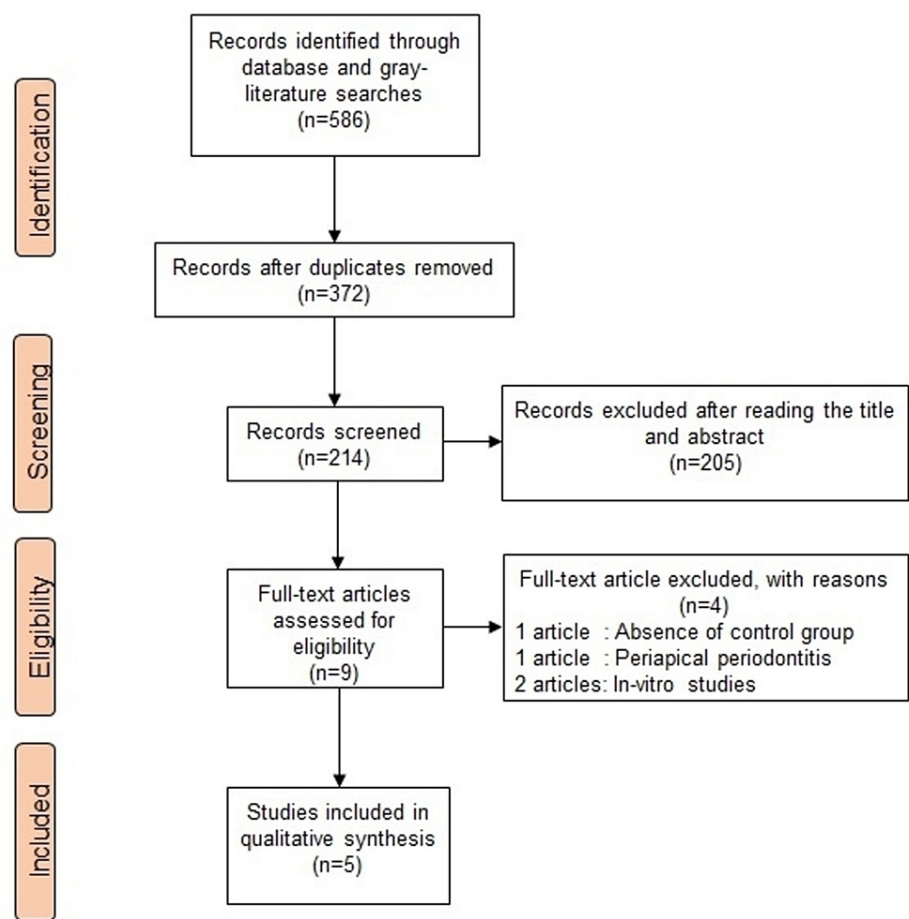 Identification
Records identified through
database and gray-
literature searches
(n=586)
Records after duplicates removed
(n=372)
Screening
Records screened
(n=214)
Records excluded after reading the title
and abstract
(n=205)
Eligibility
Full-text articles
assessed for
eligibility
(n=9)
Full-text article excluded, with reasons
(n=4)
1 article : Absence of control group
1 article : Periapical periodontitis
2 articles: In-vitro studies
Included
Studies included in
qualitative synthesis
(n=5)